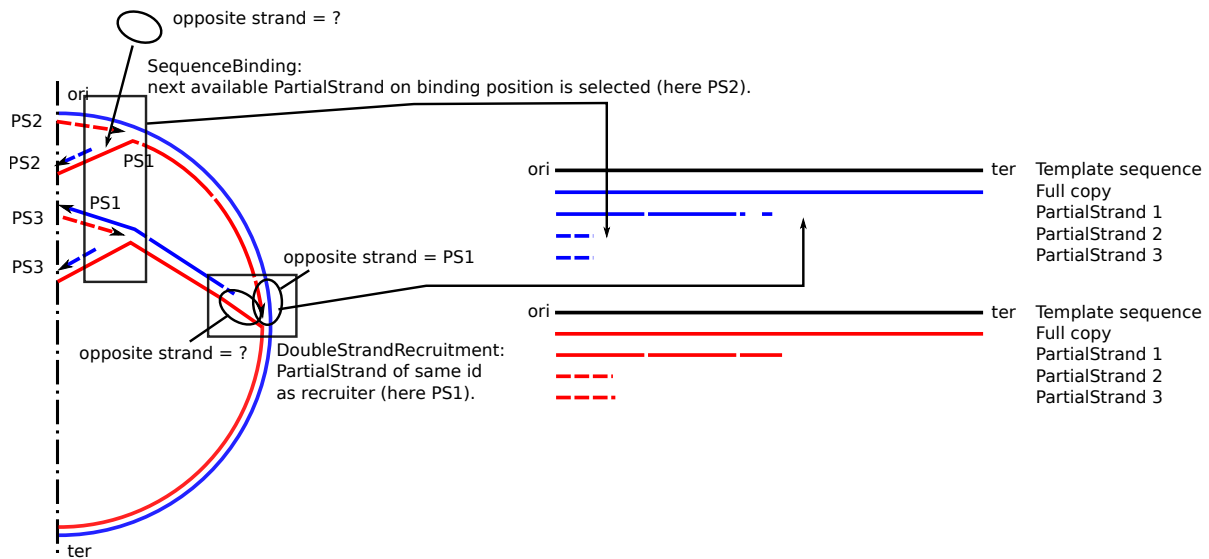 opposite strand = ?
SequenceBinding:
next available PartialStrand on binding position is selected (here PS2).
ori
PS2
PS2
PS1
PS1
PS3
PS3
opposite strand = PS1
opposite strand = ?
DoubleStrandRecruitment:
PartialStrand of same id
as recruiter (here PS1).
ter
ori
ter
Template sequence
Full copy
PartialStrand 1
PartialStrand 2
PartialStrand 3
ori
ter
Template sequence
Full copy
PartialStrand 1
PartialStrand 2
PartialStrand 3